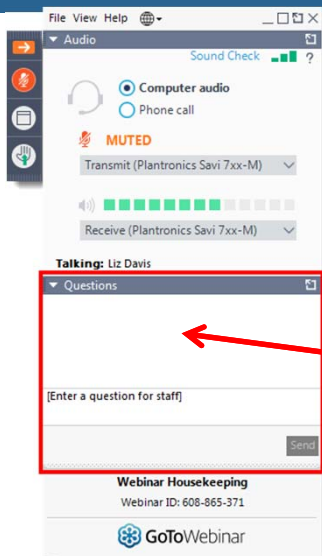 File View Help
Audio
Sound Check ?
Computer audio
Phone call
MUTED
Transmit (Plantronics Savi 7xx-M)
Receive (Plantronics Savi 7xx-M)
Talking: Liz Davis
Questions
[Enter a question for staff]
Send
Webinar Housekeeping
Webinar ID: 608-865-371
GoToWebinar